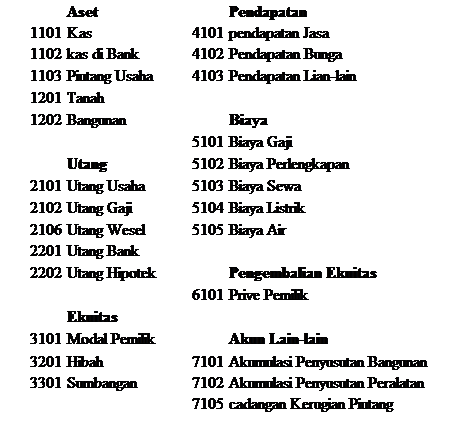 Aset
1101 Kas
1102 kas di Bank
1103 Piutang Usaha
1201 Tanah
1202 Bangunan
Utang
2101 Utang Usaha
2102 Utang Gaji
2106 Utang Wesel
2201 Utang Bank
2202 Utang Hipotek
Ekuitas
3101 Modal Pemilik
3201 Hibah
3301 Sumbangan
Pendapatan
4101 pendapatan Jasa
4102 Pendapatan Bunga
4103 Pendapatan Lian-lain
Biaya
5101 Biaya Gaji
5102 Biaya Perlengkapan
5103 Biaya Sewa
5104 Biaya Listrik
5105 Biaya Air
Pengembalian Ekuitas
6101 Prive Pemilik
Akun Lain-lain
7101 Akumulasi Penyusutan Bangunan
7102 Akumulasi Penyusutan Peralatan
7105 cadangan Kerugian Piutang